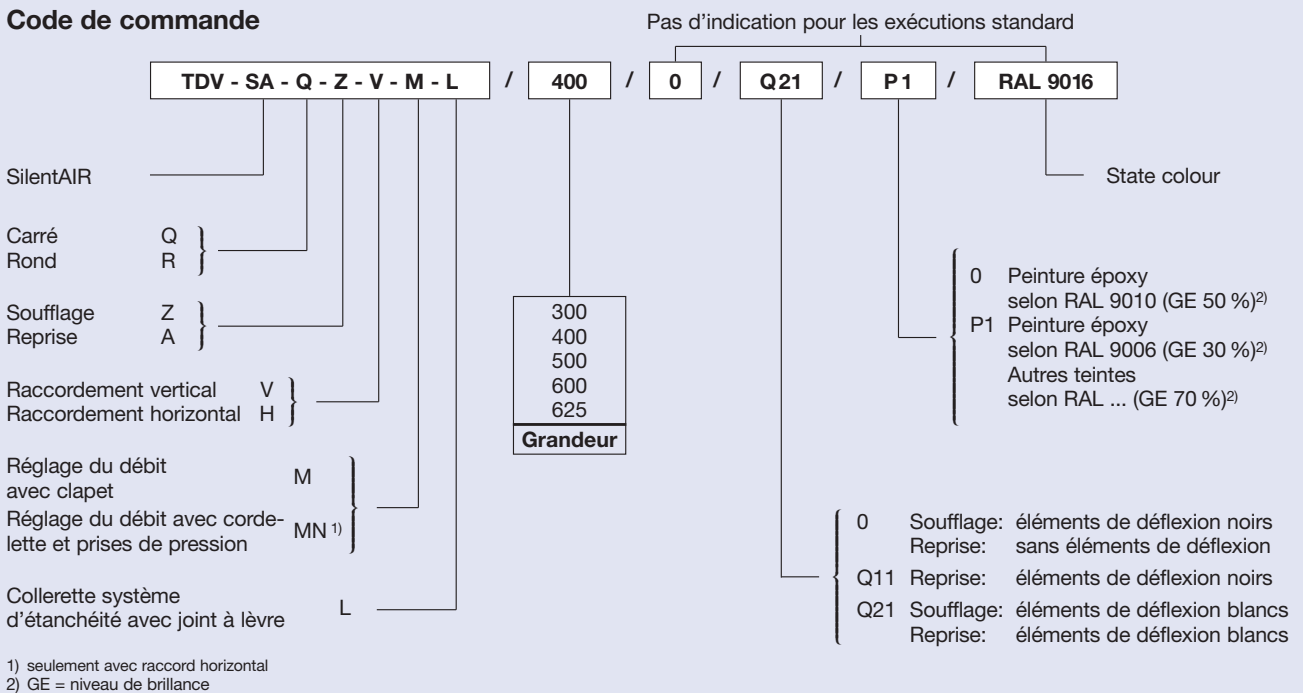 Code de commande
Pas d'indication pour les exécutions standard
TDV - SA - Q - Z - V - M - L / 400 / 0 / Q21 / P1 / RAL 9016
SilentAIR
State colour
Carré Q
Rond R
Soufflage Z
Reprise A
Raccordement vertical V
Raccordement horizontal H
Réglage du débit
avec clapet M
Réglage du débit avec corde-
lette et prises de pression MN 1)
Collerette système
d'étanchéité avec joint à lèvre L
300
400
500
600
625
Grandeur
0 Peinture époxy
selon RAL 9010 (GE 50 %)2)
P1 Peinture époxy
selon RAL 9006 (GE 30 %)2)
Autres teintes
selon RAL ... (GE 70 %)2)
0 Soufflage: éléments de déflexion noirs
Reprise: sans éléments de déflexion
Q11 Reprise: éléments de déflexion noirs
Q21 Soufflage: éléments de déflexion blancs
Reprise: éléments de déflexion blancs
1) seulement avec raccord horizontal
2) GE = niveau de brillance